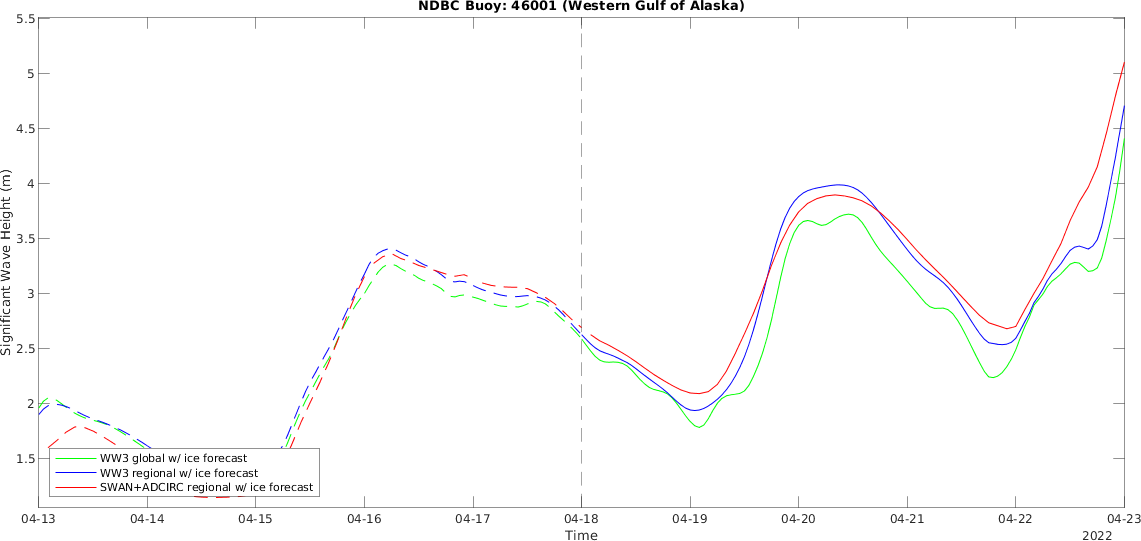 NDBC Buoy: 46001 (Western Gulf of Alaska)
5.5
5
4.5
4
3.5
3
2.5
2
1.5
Significant Wave Height (m)
WW3 global w/ ice forecast
WW3 regional w/ ice forecast
SWAN+ADCIRC regional w/ ice forecast
04-13 04-14 04-15 04-16 04-17 04-18 04-19 04-20 04-21 04-22 04-23
Time
2022